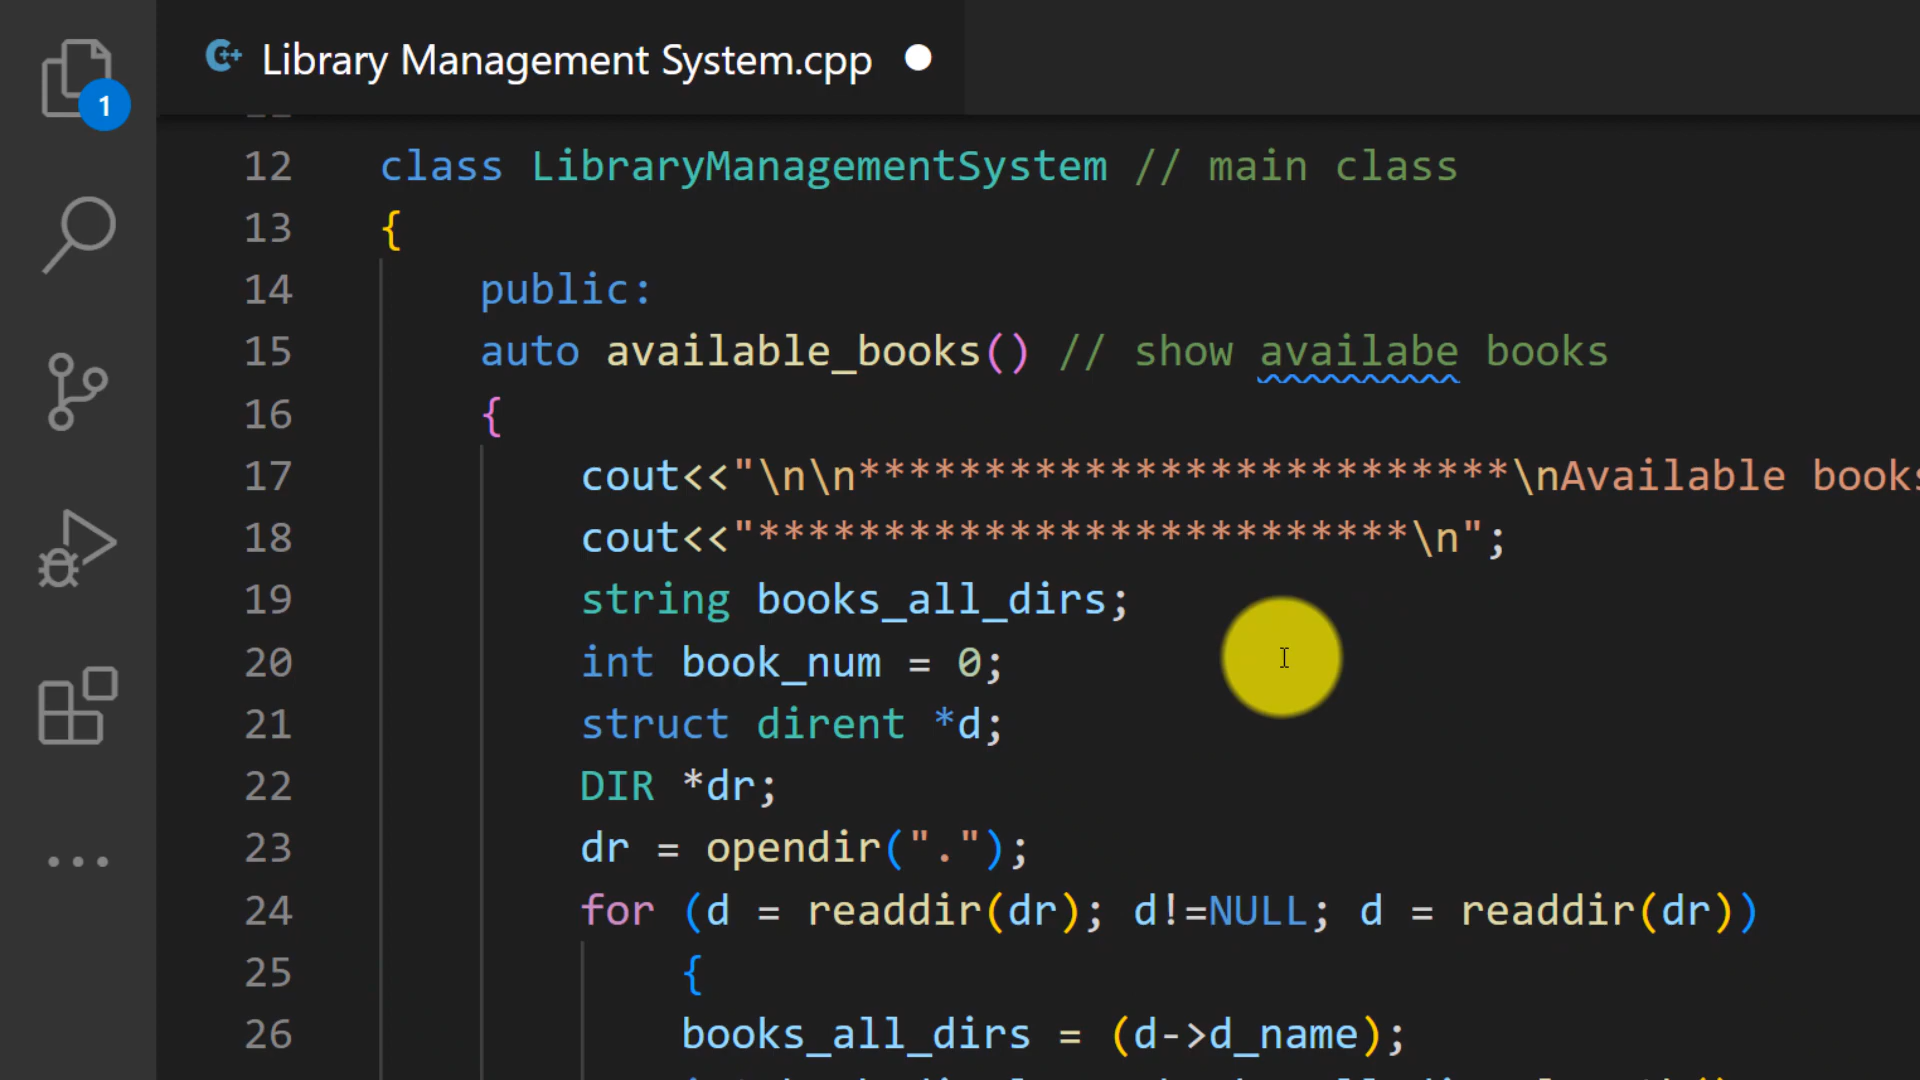 Library Management System.cpp
1
12 class LibraryManagementSystem // main class
13 {
14 public:
15 auto available_books() // show availabe books
16 {
17 cout<<"\n\n**************************\nAvailable books
18 cout<<"**************************\n";
19 string books_all_dirs;
20 int book_num = 0;
21 struct dirent *d;
22 DIR *dr;
23 dr = opendir(".");
24 for (d = readdir(dr); d!=NULL; d = readdir(dr))
25 {
26 books_all_dirs = (d->d_name);